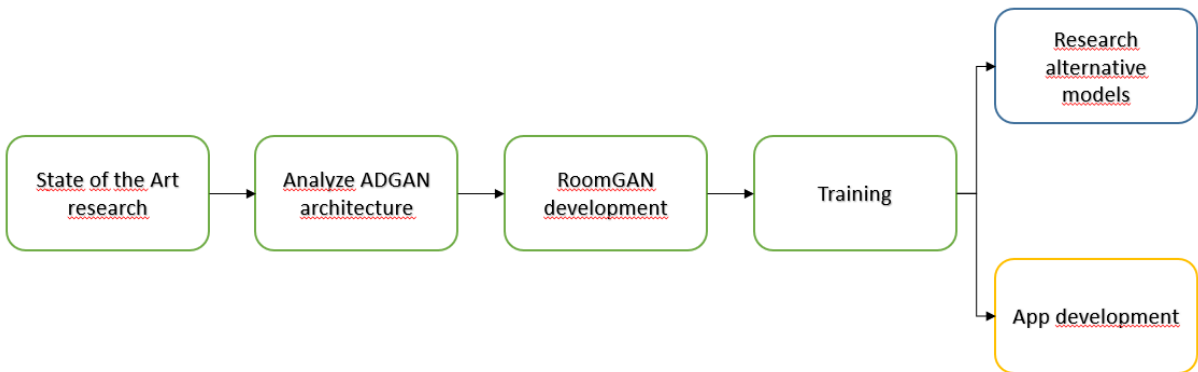 State of the Art
research
Analyze ADGAN
architecture
RoomGAN
development
Training
Research
alternative
models
App development